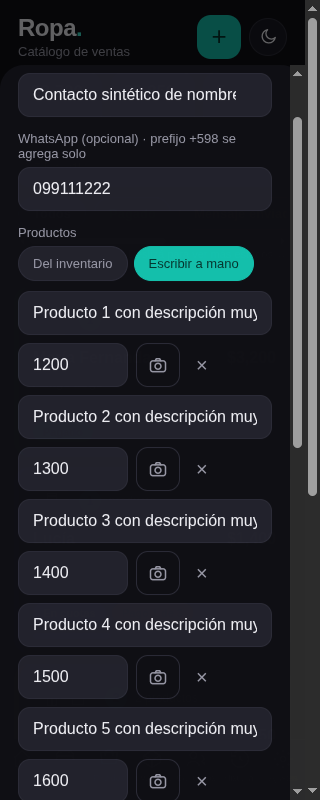 Ropa.
Catálogo de ventas
Contacto sintético de nombre
WhatsApp (opcional) · prefijo +598 se
agrega solo
099111222
Productos
Del inventario
Escribir a mano
Producto 1 con descripción muy
1200
Producto 2 con descripción muy
1300
Producto 3 con descripción muy
1400
Producto 4 con descripción muy
1500
Producto 5 con descripción muy
1600